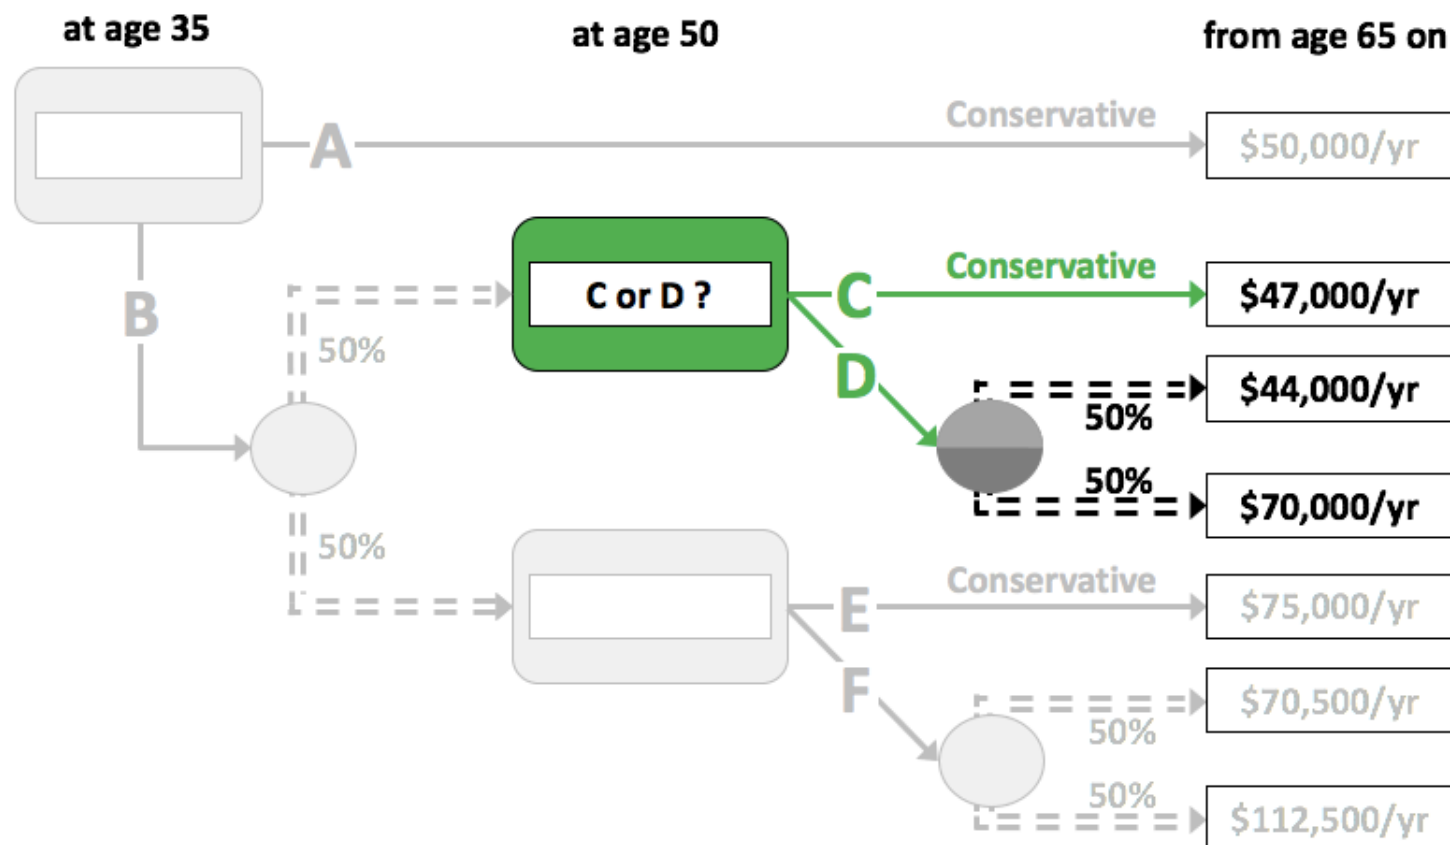 at age 35
at age 50
from age 65 on
A
Conservative
$50,000/yr
B
50%
C or D ?
C
Conservative
$47,000/yr
D
50%
$44,000/yr
50%
$70,000/yr
50%
E
Conservative
$75,000/yr
F
50%
$70,500/yr
50%
$112,500/yr